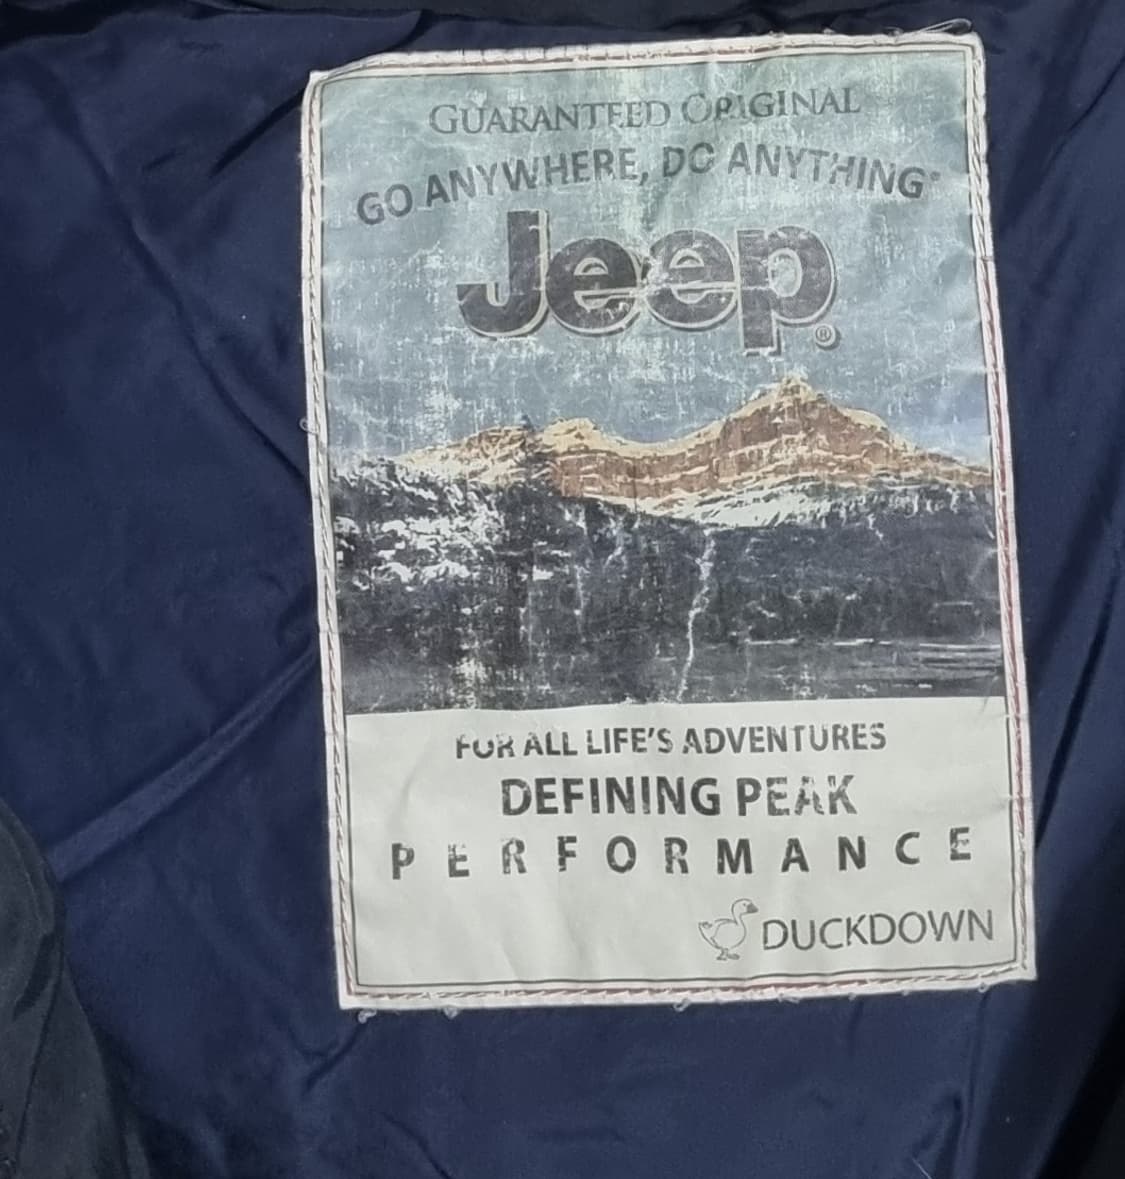 GUARANTEED ORIGINAL
GO ANYWHERE, DO ANYTHING®
Jeep®
FOR ALL LIFE'S ADVENTURES
DEFINING PEAK
PERFORMANCE
DUCKDOWN